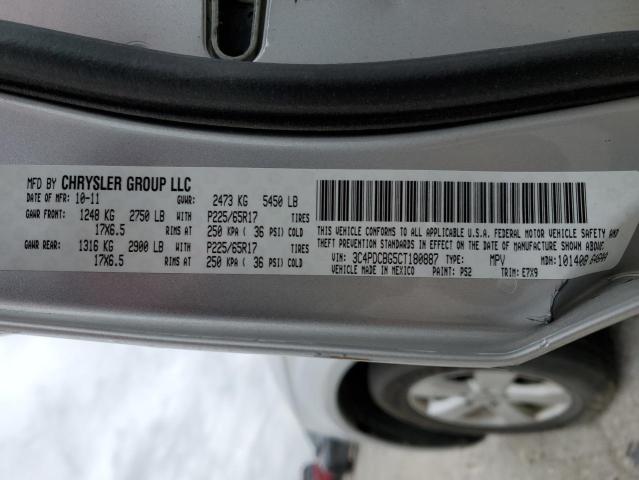 MFD BY CHRYSLER GROUP LLC
DATE OF MFR: 10-11 GVWR: 2473 KG 5450 LB
GAWR FRONT: 1248 KG 2750 LB WITH P225/65R17 TIRES
17X6.5 RIMS AT 250 KPA ( 36 PSI) COLD
GAWR REAR: 1316 KG 2900 LB WITH P225/65R17 TIRES
17X6.5 RIMS AT 250 KPA ( 36 PSI) COLD
THIS VEHICLE CONFORMS TO ALL APPLICABLE U.S.A. FEDERAL MOTOR VEHICLE SAFETY AND
THEFT PREVENTION STANDARDS IN EFFECT ON THE DATE OF MANUFACTURE SHOWN ABOVE.
VIN: 3C4PDCBG5CT180887 TYPE: MPV MDH: 101408
VEHICLE MADE IN MEXICO PAINT: PS2 TRIM: E7X9